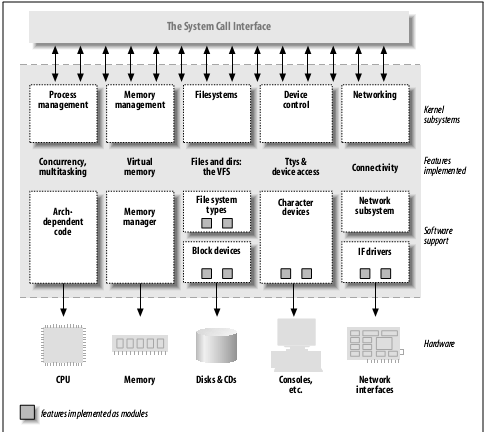 The System Call Interface
Process
management
Memory
management
Filesystems
Device
control
Networking
Kernel
subsystems
Concurrency,
multitasking
Virtual
memory
Files and dirs:
the VFS
Ttys &
device access
Connectivity
Features
implemented
Arch-
dependent
code
Memory
manager
File system
types
Block devices
Character
devices
Network
subsystem
IF drivers
Software
support
CPU
Memory
Disks & CDs
Consoles,
etc.
Network
interfaces
Hardware
features implemented as modules